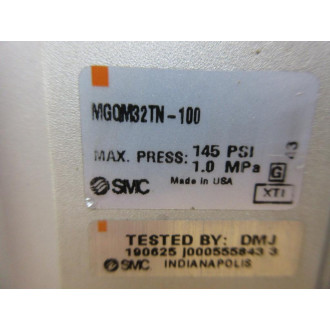 MGQM32TN-100
MAX. PRESS: 145 PSI
1.0 MPa
43
G
SMC
Made in USA
XTI
TESTED BY: DMJ
190625 j000555843 3
SMC INDIANAPOLIS